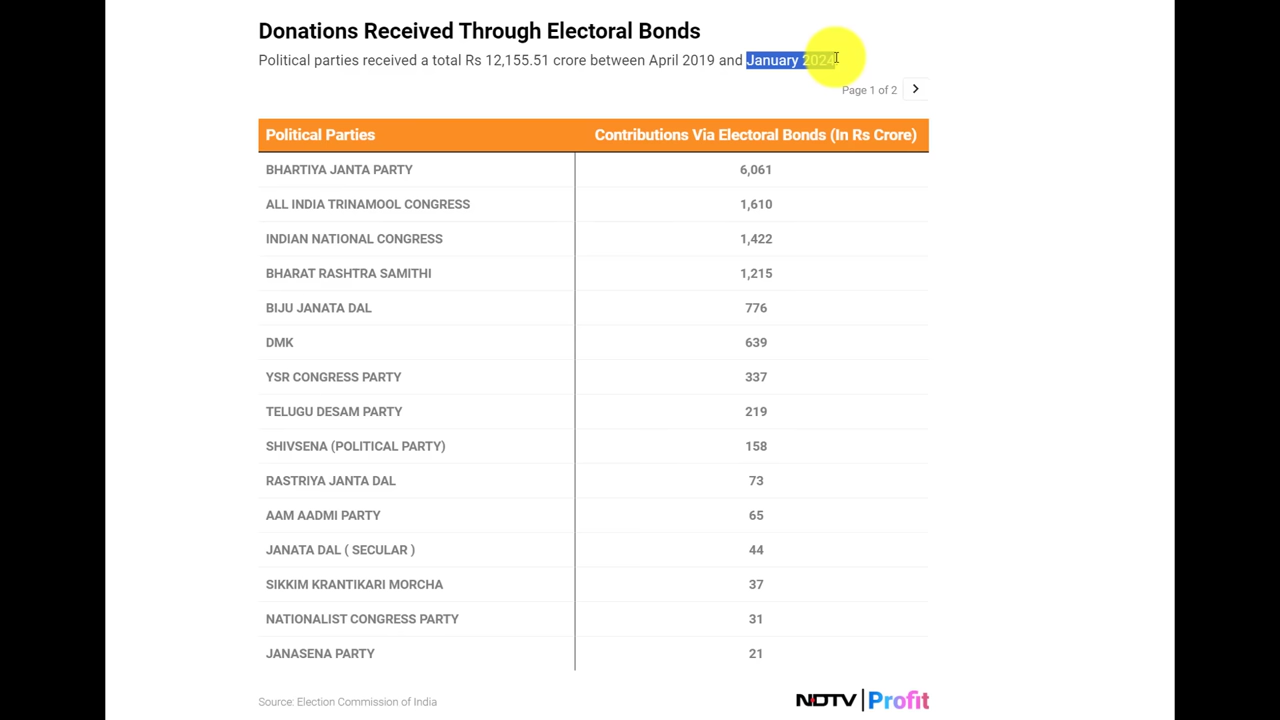 Donations Received Through Electoral Bonds
Political parties received a total Rs 12,155.51 crore between April 2019 and January 2024
Page 1 of 2
Political Parties Contributions Via Electoral Bonds (In Rs Crore)
BHARTIYA JANTA PARTY 6,061
ALL INDIA TRINAMOOL CONGRESS 1,610
INDIAN NATIONAL CONGRESS 1,422
BHARAT RASHTRA SAMITHI 1,215
BIJU JANATA DAL 776
DMK 639
YSR CONGRESS PARTY 337
TELUGU DESAM PARTY 219
SHIVSENA (POLITICAL PARTY) 158
RASTRIYA JANTA DAL 73
AAM AADMI PARTY 65
JANATA DAL ( SECULAR ) 44
SIKKIM KRANTIKARI MORCHA 37
NATIONALIST CONGRESS PARTY 31
JANASENA PARTY 21
Source: Election Commission of India
NDTV Profit